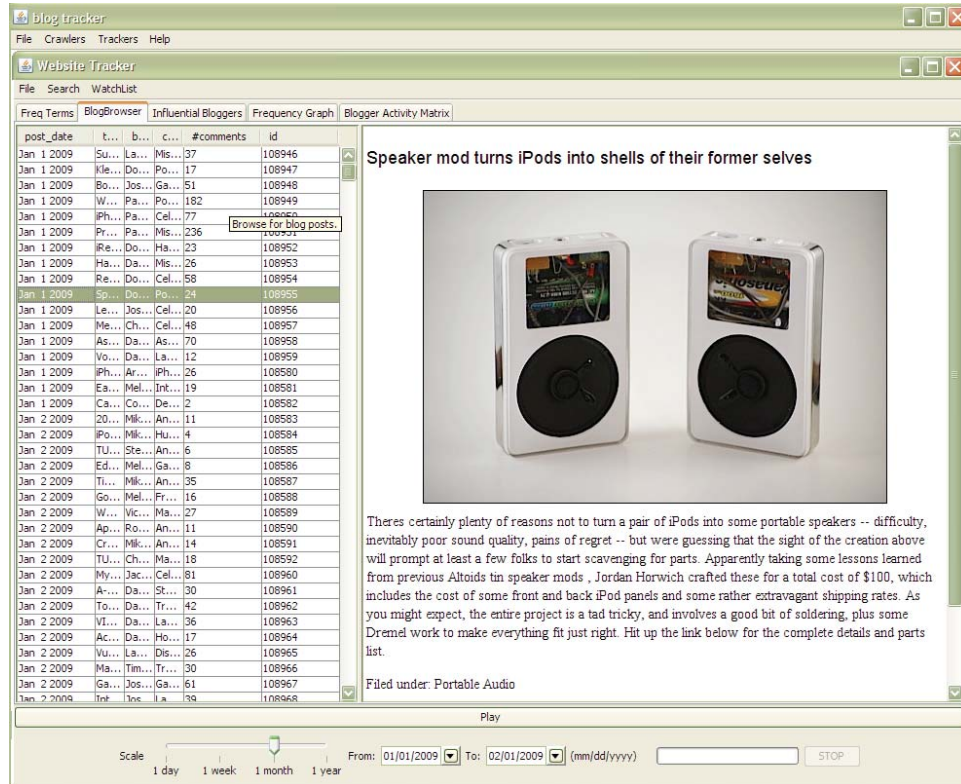 blog tracker
File Crawlers Trackers Help
Website Tracker
File Search WatchList
Freq Terms BlogBrowser Influential Bloggers Frequency Graph Blogger Activity Matrix
post_date t... b... c... #comments id
Jan 1 2009 Su... La... Mis... 37 108946
Jan 1 2009 Kle... Do... Po... 17 108947
Jan 1 2009 Bo... Jos... Ga... 51 108948
Jan 1 2009 W... Pa... Po... 182 108949
Jan 1 2009 iPh... Pa... Cel... 77 108950
Browse for blog posts.
Jan 1 2009 Pr... Pa... Mis... 236 108951
Jan 1 2009 iRe... Do... Ha... 23 108952
Jan 1 2009 Ha... Da... Mis... 26 108953
Jan 1 2009 Re... Do... Cel... 58 108954
Jan 1 2009 Sp... Do... Po... 24 108955
Jan 1 2009 Le... Jos... Cel... 20 108956
Jan 1 2009 Me... Ch... Cel... 48 108957
Jan 1 2009 As... Da... As... 70 108958
Jan 1 2009 Vo... Da... La... 12 108959
Jan 1 2009 iPh... Ar... iPh... 26 108580
Jan 1 2009 Ea... Mel... Int... 19 108581
Jan 1 2009 Ca... Co... De... 2 108582
Jan 2 2009 20... Mik... An... 11 108583
Jan 2 2009 iPo... Mik... Hu... 4 108584
Jan 2 2009 TU... Ste... An... 6 108585
Jan 2 2009 Ed... Mel... Ga... 8 108586
Jan 2 2009 Ti... Mik... An... 35 108587
Jan 2 2009 Go... Mel... Fr... 16 108588
Jan 2 2009 W... Vic... Ma... 27 108589
Jan 2 2009 Ap... Ro... An... 11 108590
Jan 2 2009 Cr... Mik... An... 14 108591
Jan 2 2009 TU... Ch... Ma... 18 108592
Jan 2 2009 My... Jac... Cel... 81 108960
Jan 2 2009 A-... Da... St... 30 108961
Jan 2 2009 To... Da... Tr... 42 108962
Jan 2 2009 VI... Da... La... 36 108963
Jan 2 2009 Ac... Da... Ho... 17 108964
Jan 2 2009 Vu... La... Dis... 26 108965
Jan 2 2009 Ma... Tim... Tr... 30 108966
Jan 2 2009 Ga... Jos... Ga... 61 108967
Jan 2 2009 Int... Jos... La... 39 108968
Speaker mod turns iPods into shells of their former selves
Theres certainly plenty of reasons not to turn a pair of iPods into some portable speakers -- difficulty,
inevitably poor sound quality, pains of regret -- but were guessing that the sight of the creation above
will prompt at least a few folks to start scavenging for parts. Apparently taking some lessons learned
from previous Altoids tin speaker mods , Jordan Horwich crafted these for a total cost of $100, which
includes the cost of some front and back iPod panels and some rather extravagant shipping rates. As
you might expect, the entire project is a tad tricky, and involves a good bit of soldering, plus some
Dremel work to make everything fit just right. Hit up the link below for the complete details and parts
list.
Filed under: Portable Audio
Play
Scale
1 day 1 week 1 month 1 year
From: 01/01/2009 To: 02/01/2009 (mm/dd/yyyy)
STOP